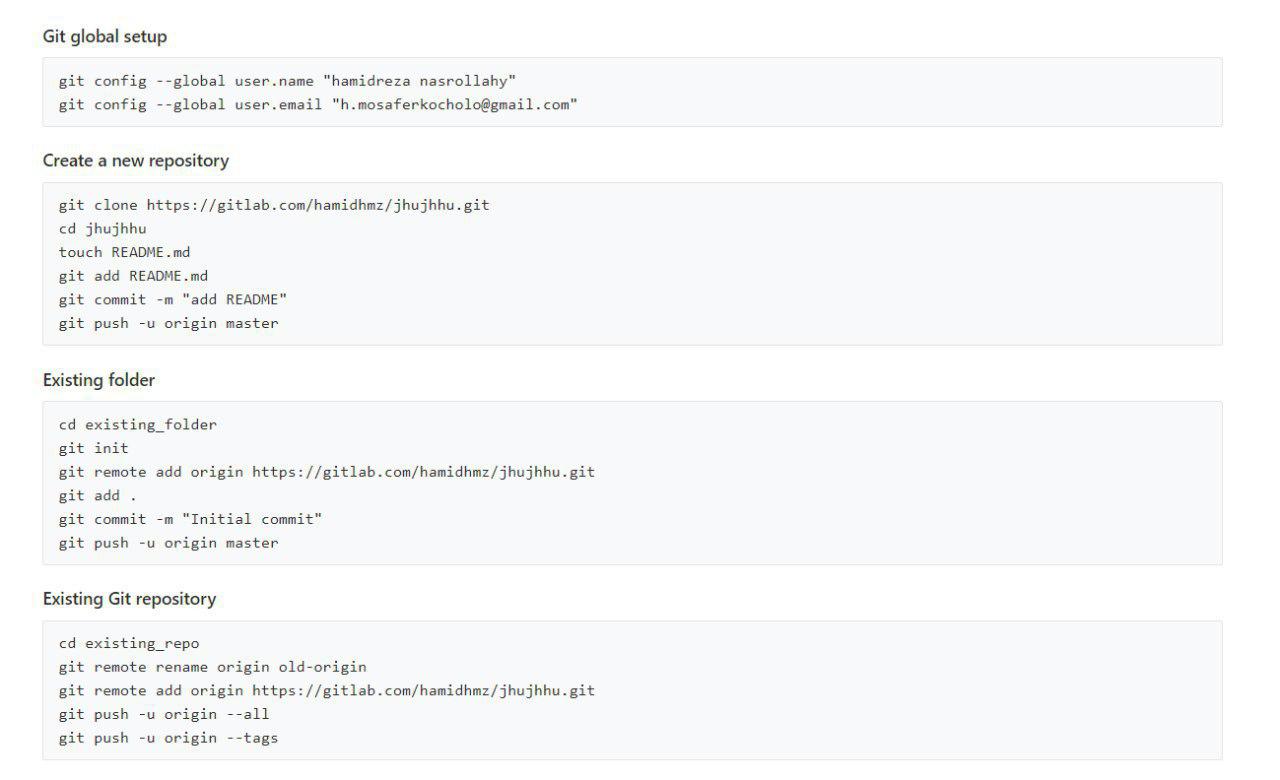 Git global setup
git config --global user.name "hamidreza nasrollahy"
git config --global user.email "h.mosaferkocholo@gmail.com"
Create a new repository
git clone https://gitlab.com/hamidhmz/jhujhhu.git
cd jhujhhu
touch README.md
git add README.md
git commit -m "add README"
git push -u origin master
Existing folder
cd existing_folder
git init
git remote add origin https://gitlab.com/hamidhmz/jhujhhu.git
git add .
git commit -m "Initial commit"
git push -u origin master
Existing Git repository
cd existing_repo
git remote rename origin old-origin
git remote add origin https://gitlab.com/hamidhmz/jhujhhu.git
git push -u origin --all
git push -u origin --tags